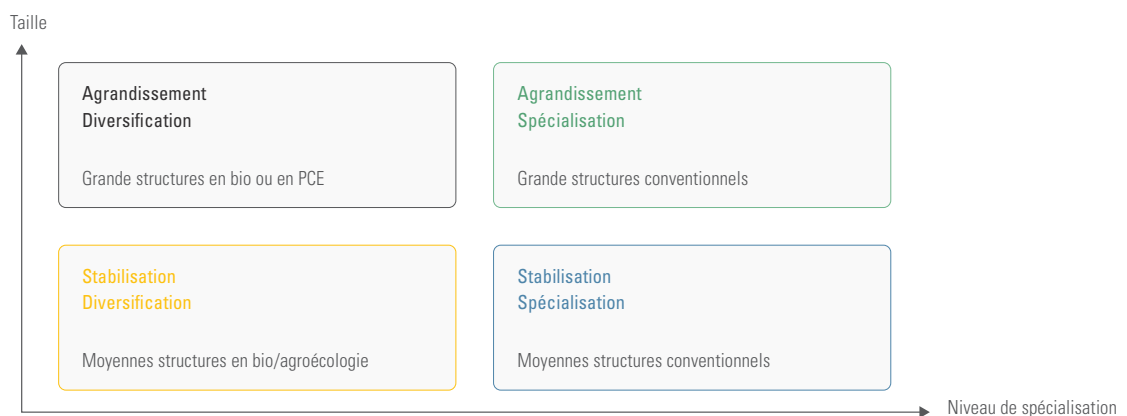 Taille
Agrandissement
Diversification
Grande structures en bio ou en PCE
Agrandissement
Spécialisation
Grande structures conventionnels
Stabilisation
Diversification
Moyennes structures en bio/agroécologie
Stabilisation
Spécialisation
Moyennes structures conventionnels
Niveau de spécialisation